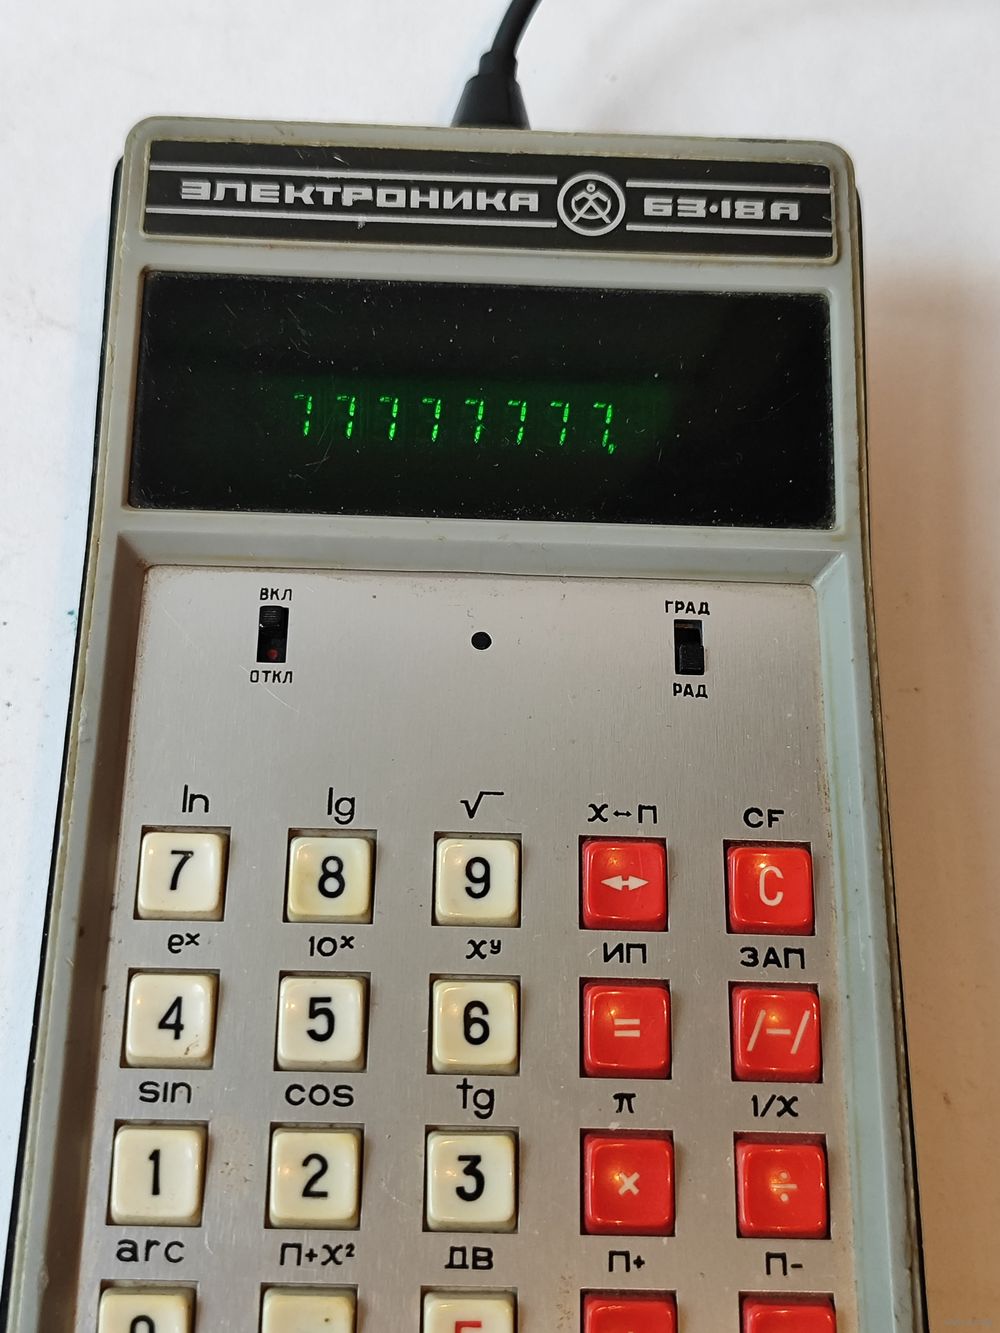 ЭЛЕКТРОНИКА Б3·18А
77777777.
ВКЛ
ГРАД
ОТКЛ
РАД
ln lg √ X↔П CF
7 8 9 ◄► C
eˣ 10ˣ xʸ ИП ЗАП
4 5 6 = /-/
sin cos tg π 1/X
1 2 3 × ÷
arc П+X² ДВ П+ П-